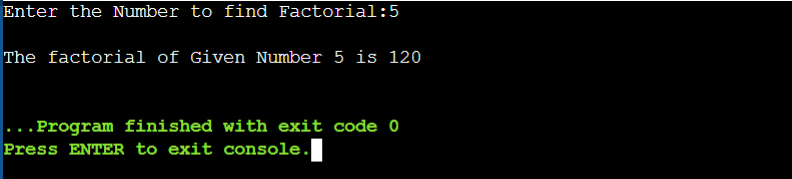 Enter the Number to find Factorial:5
The factorial of Given Number 5 is 120
...Program finished with exit code 0
Press ENTER to exit console.